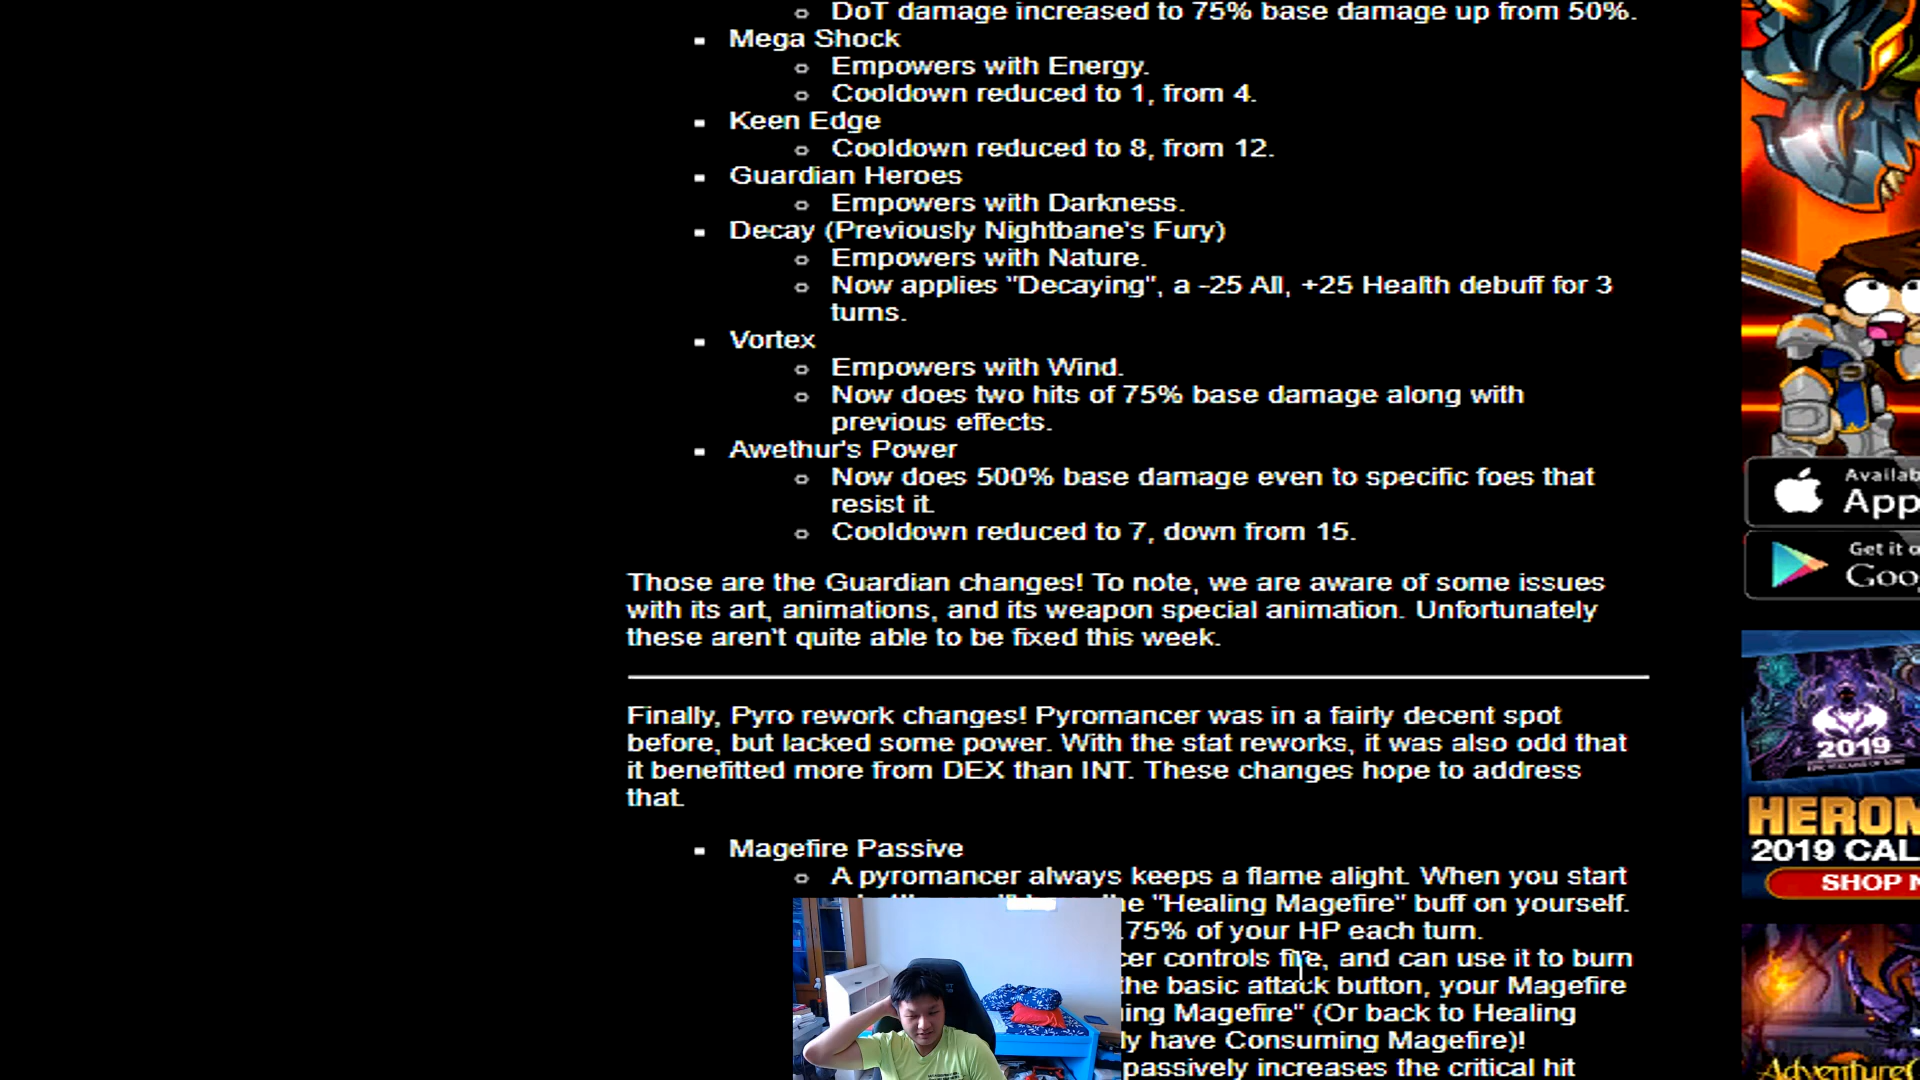 DoT damage increased to 75% base damage up from 50%.
Mega Shock
Empowers with Energy.
Cooldown reduced to 1, from 4.
Keen Edge
Cooldown reduced to 8, from 12.
Guardian Heroes
Empowers with Darkness.
Decay (Previously Nightbane's Fury)
Empowers with Nature.
Now applies "Decaying", a -25 All, +25 Health debuff for 3
turns.
Vortex
Empowers with Wind.
Now does two hits of 75% base damage along with
previous effects.
Awethur's Power
Now does 500% base damage even to specific foes that
resist it.
Cooldown reduced to 7, down from 15.
Those are the Guardian changes! To note, we are aware of some issues
with its art, animations, and its weapon special animation. Unfortunately
these aren't quite able to be fixed this week.
Finally, Pyro rework changes! Pyromancer was in a fairly decent spot
before, but lacked some power. With the stat reworks, it was also odd that
it benefitted more from DEX than INT. These changes hope to address
that.
Magefire Passive
A pyromancer always keeps a flame alight. When you start
"Healing Magefire" buff on yourself.
75% of your HP each turn.
controls fire, and can use it to burn
the basic attack button, your Magefire
Magefire" (Or back to Healing
have Consuming Magefire)!
passively increases the critical hit
Availab
App
Get it o
Goo
2019
HEROM
2019 CAL
SHOP N
AdventureQ